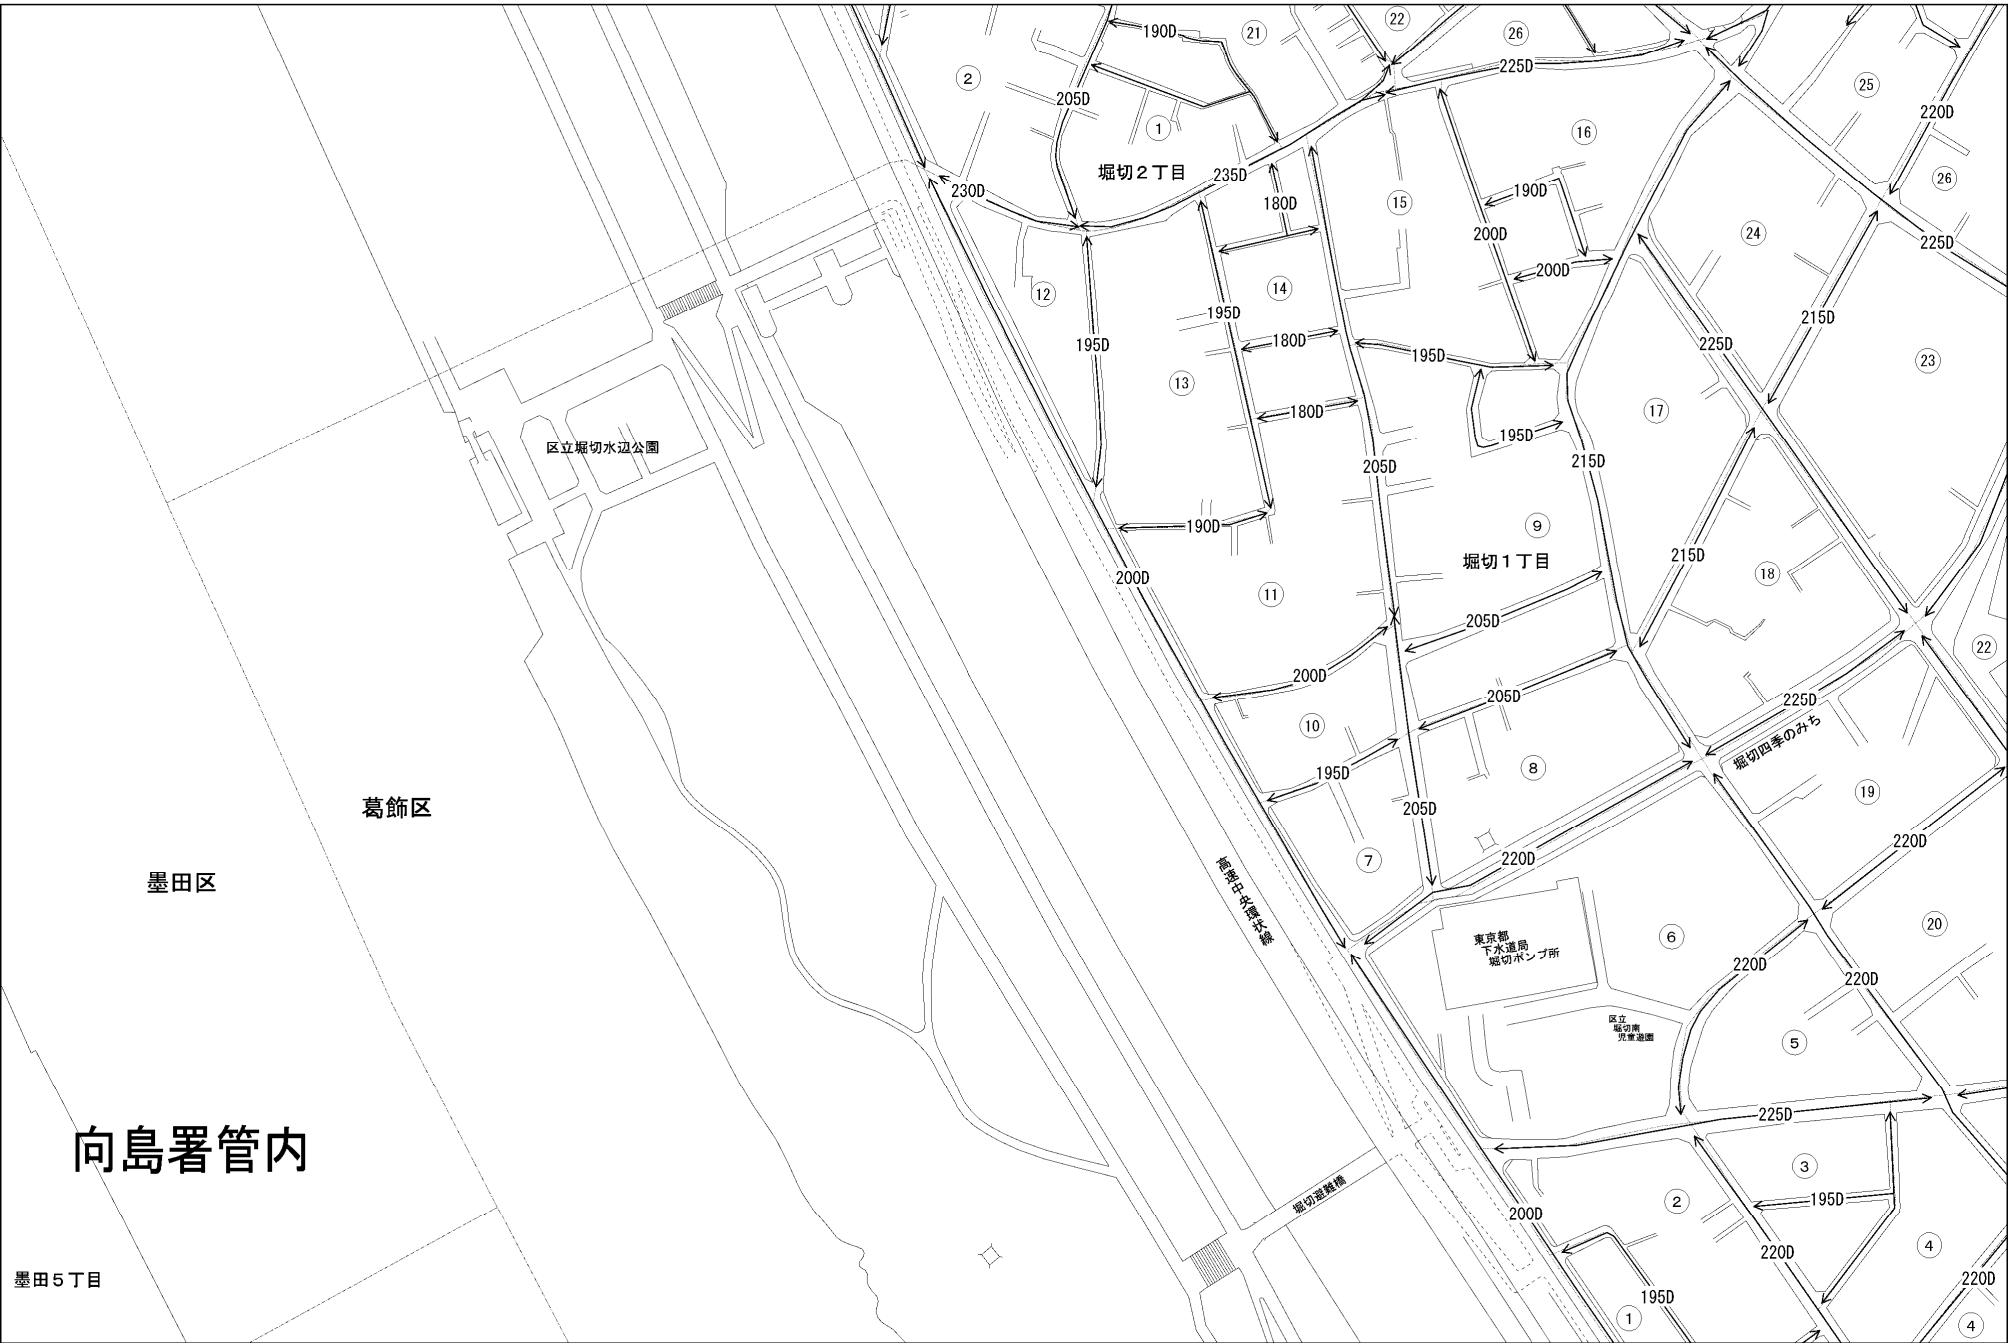 190D
21
22
26
2
225D
25
205D
220D
1
16
堀切2丁目
235D
26
230D
190D
180D
15
24
200D
225D
200D
12
14
195D
215D
180D
225D
195D
195D
23
13
180D
17
195D
区立堀切水辺公園
205D
215D
190D
9
堀切1丁目
215D
200D
18
11
205D
22
200D
205D
225D
10
堀切四季のみち
195D
8
19
葛飾区
205D
220D
7
220D
墨田区
高速中央環状線
20
6
東京都
下水道局
堀切ポンプ所
220D
220D
区立
堀切南
児童遊園
5
225D
向島署管内
3
堀切避難橋
2
195D
200D
4
220D
墨田5丁目
220D
195D
1
4